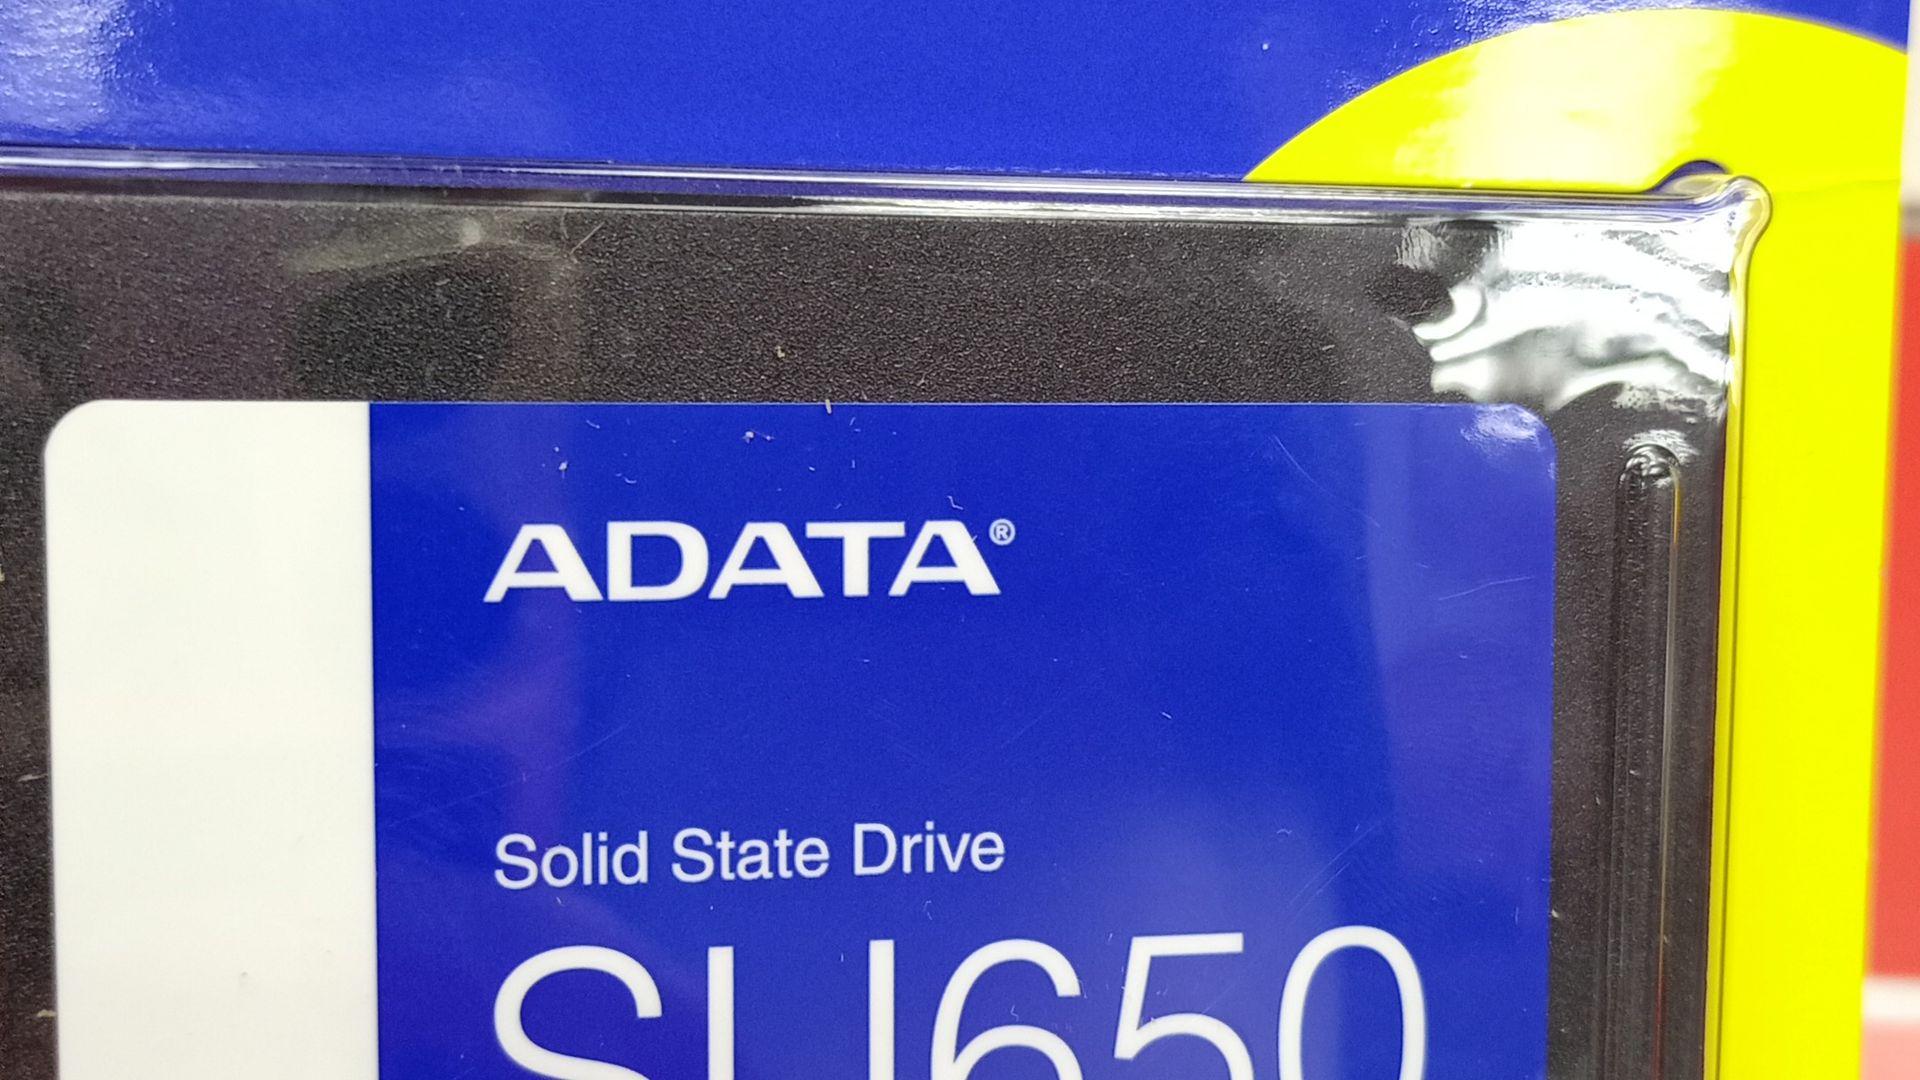 ADATA®
Solid State Drive
SU650